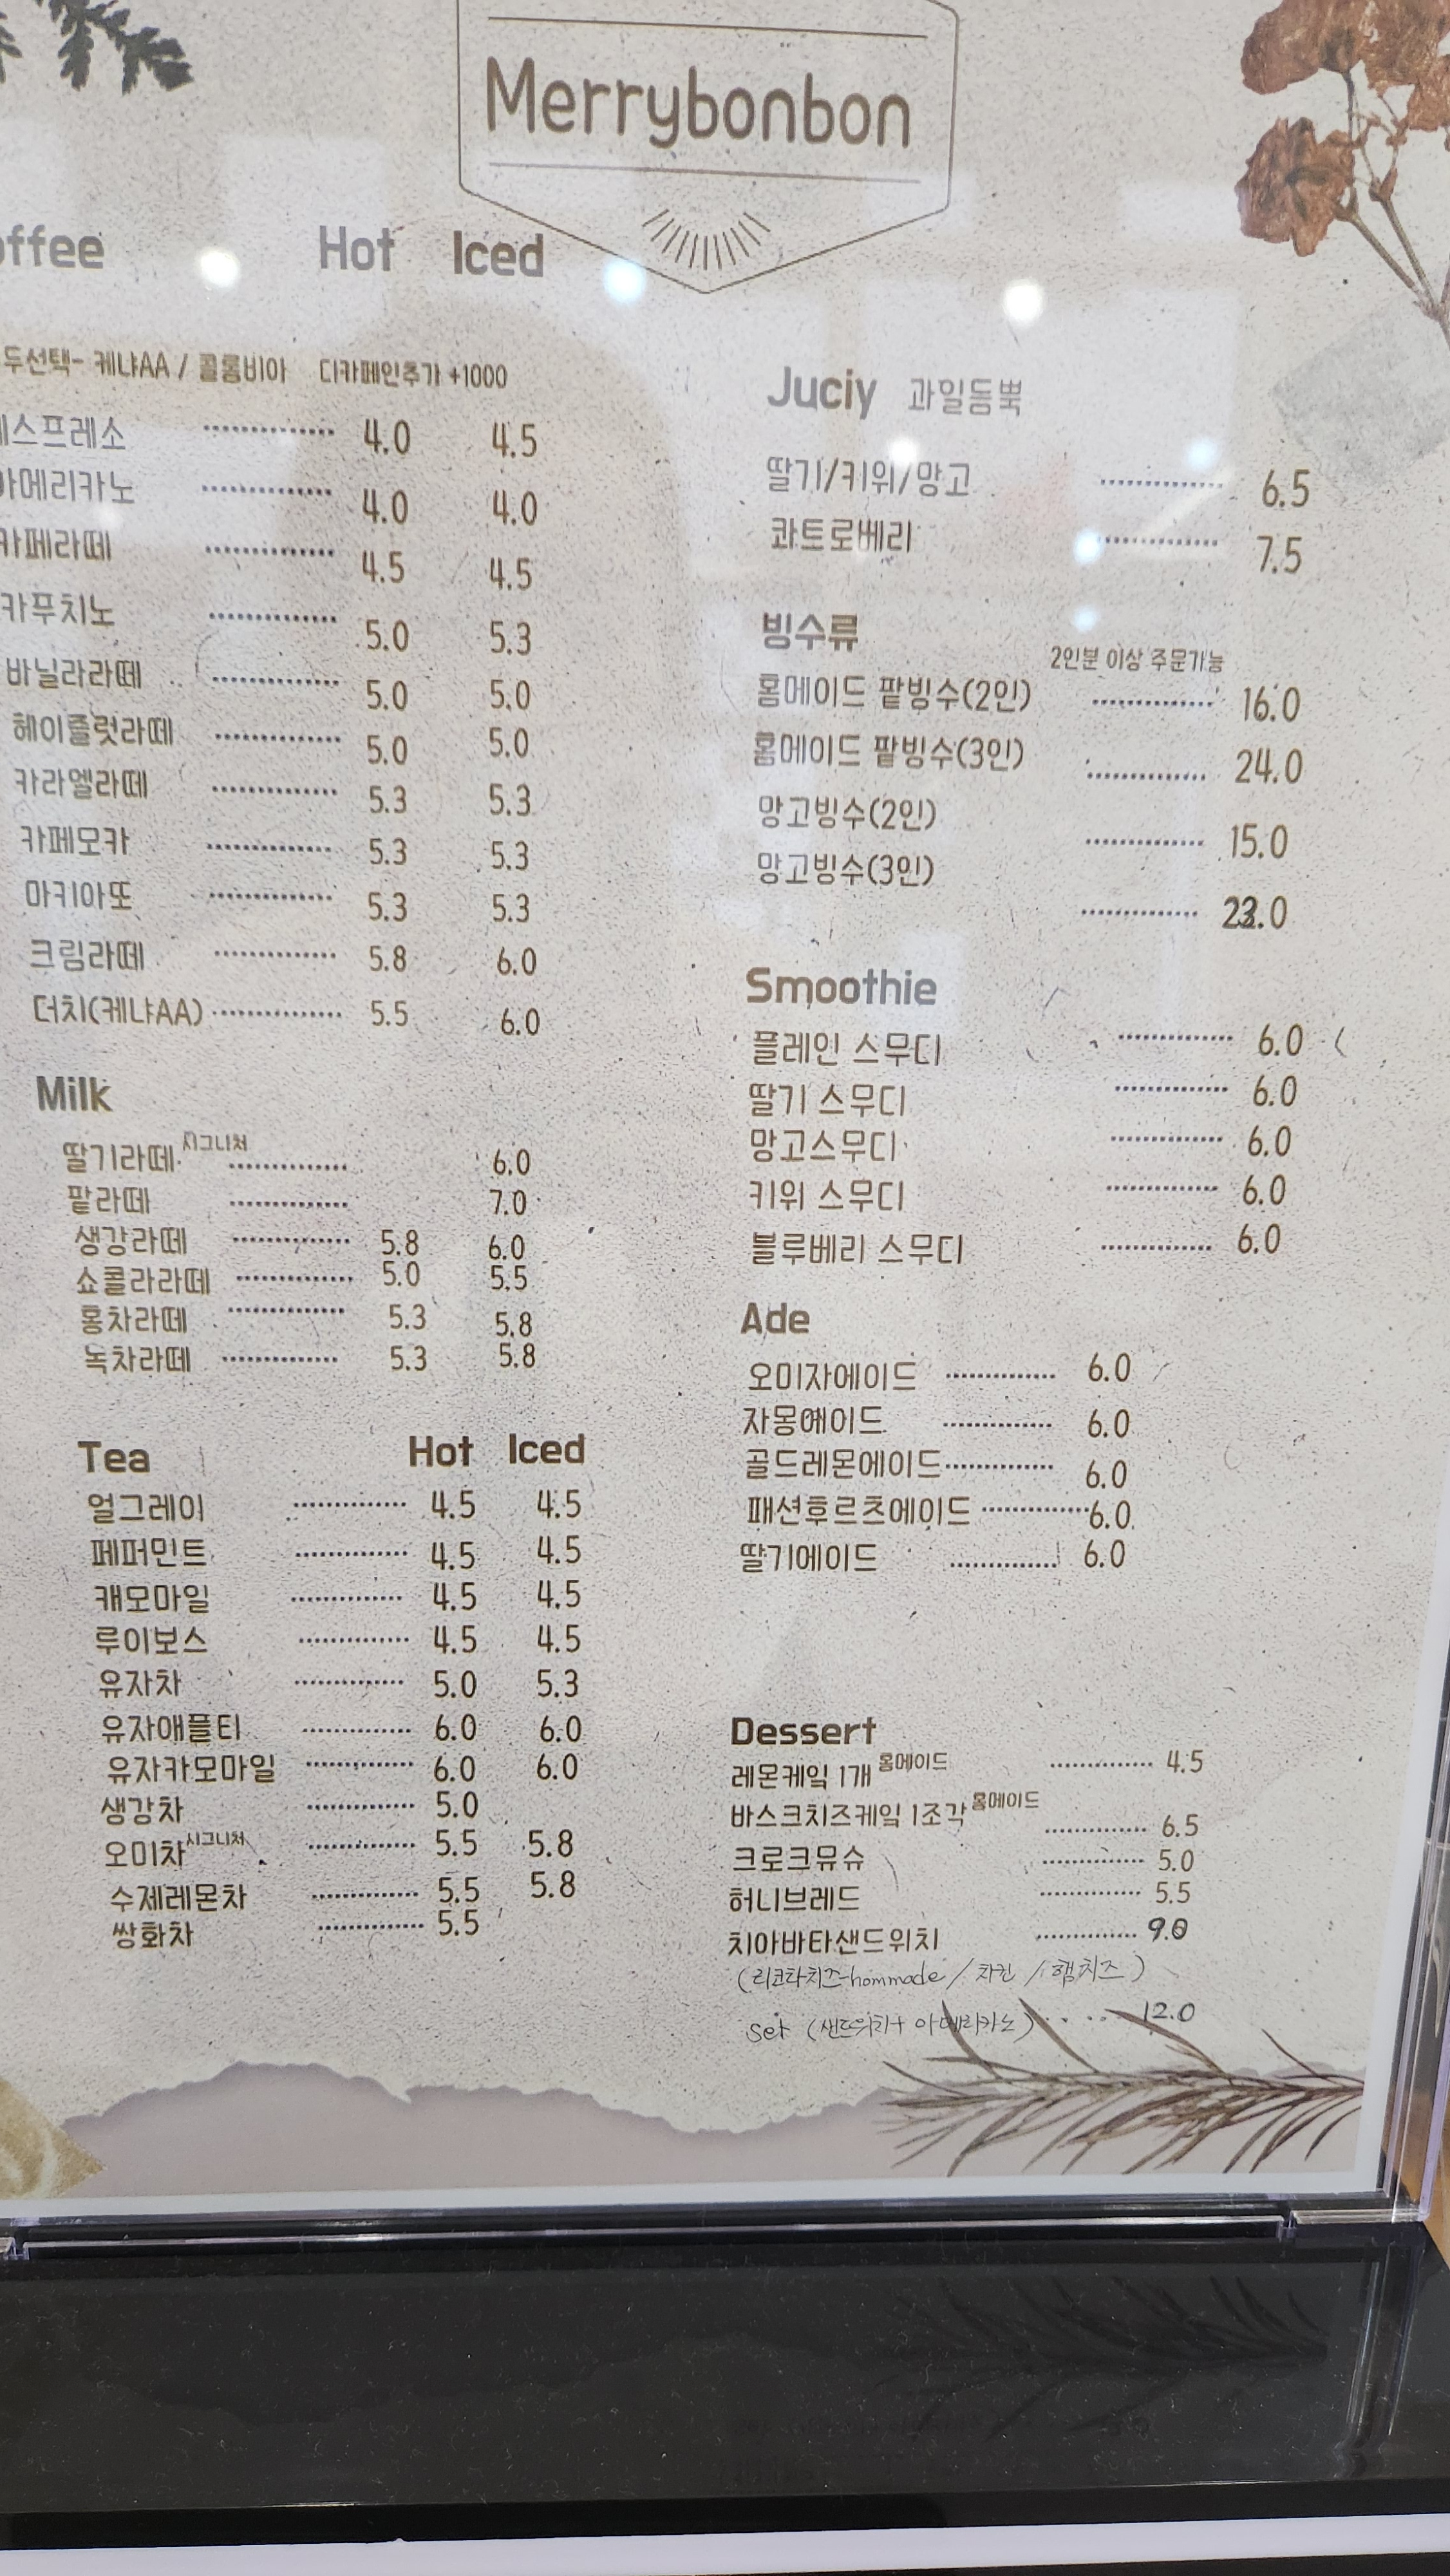 Merrybonbon
offee Hot Iced
두선택- 케냐AA / 콜롬비아 디카페인추가 +1000
스프레소 4.0 4.5
아메리카노 4.0 4.0
카페라떼 4.5 4.5
카푸치노 5.0 5.3
바닐라라떼 5.0 5.0
헤이즐럿라떼 5.0 5.0
카라멜라떼 5.3 5.3
카페모카 5.3 5.3
마키아또 5.3 5.3
크림라떼 5.8 6.0
더치(케냐AA) 5.5 6.0
Milk
딸기라떼 시그니처 6.0
팥라떼 7.0
생강라떼 5.8 6.0
쇼콜라라떼 5.0 5.5
홍차라떼 5.3 5.8
녹차라떼 5.3 5.8
Tea Hot Iced
얼그레이 4.5 4.5
페퍼민트 4.5 4.5
캐모마일 4.5 4.5
루이보스 4.5 4.5
유자차 5.0 5.3
유자애플티 6.0 6.0
유자카모마일 6.0 6.0
생강차 5.0
오미차 시그니처 5.5 5.8
수제레몬차 5.5 5.8
쌍화차 5.5
Juciy 과일듬뿍
딸기/키위/망고 6.5
콰트로베리 7.5
빙수류 2인분 이상 주문가능
홈메이드 팥빙수(2인) 16.0
홈메이드 팥빙수(3인) 24.0
망고빙수(2인) 15.0
망고빙수(3인) 23.0
Smoothie
플레인 스무디 6.0
딸기 스무디 6.0
망고스무디 6.0
키위 스무디 6.0
블루베리 스무디 6.0
Ade
오미자에이드 6.0
자몽에이드 6.0
골드레몬에이드 6.0
패션후르츠에이드 6.0
딸기에이드 6.0
Dessert
레몬케잌 1개 홈메이드 4.5
바스크치즈케잌 1조각 홈메이드 6.5
크로크뮤슈 5.0
허니브레드 5.5
치아바타샌드위치 9.0
(리코타치즈-hommade / 치킨 / 햄치즈)
set (샌드위치+ 아메리카노) 12.0